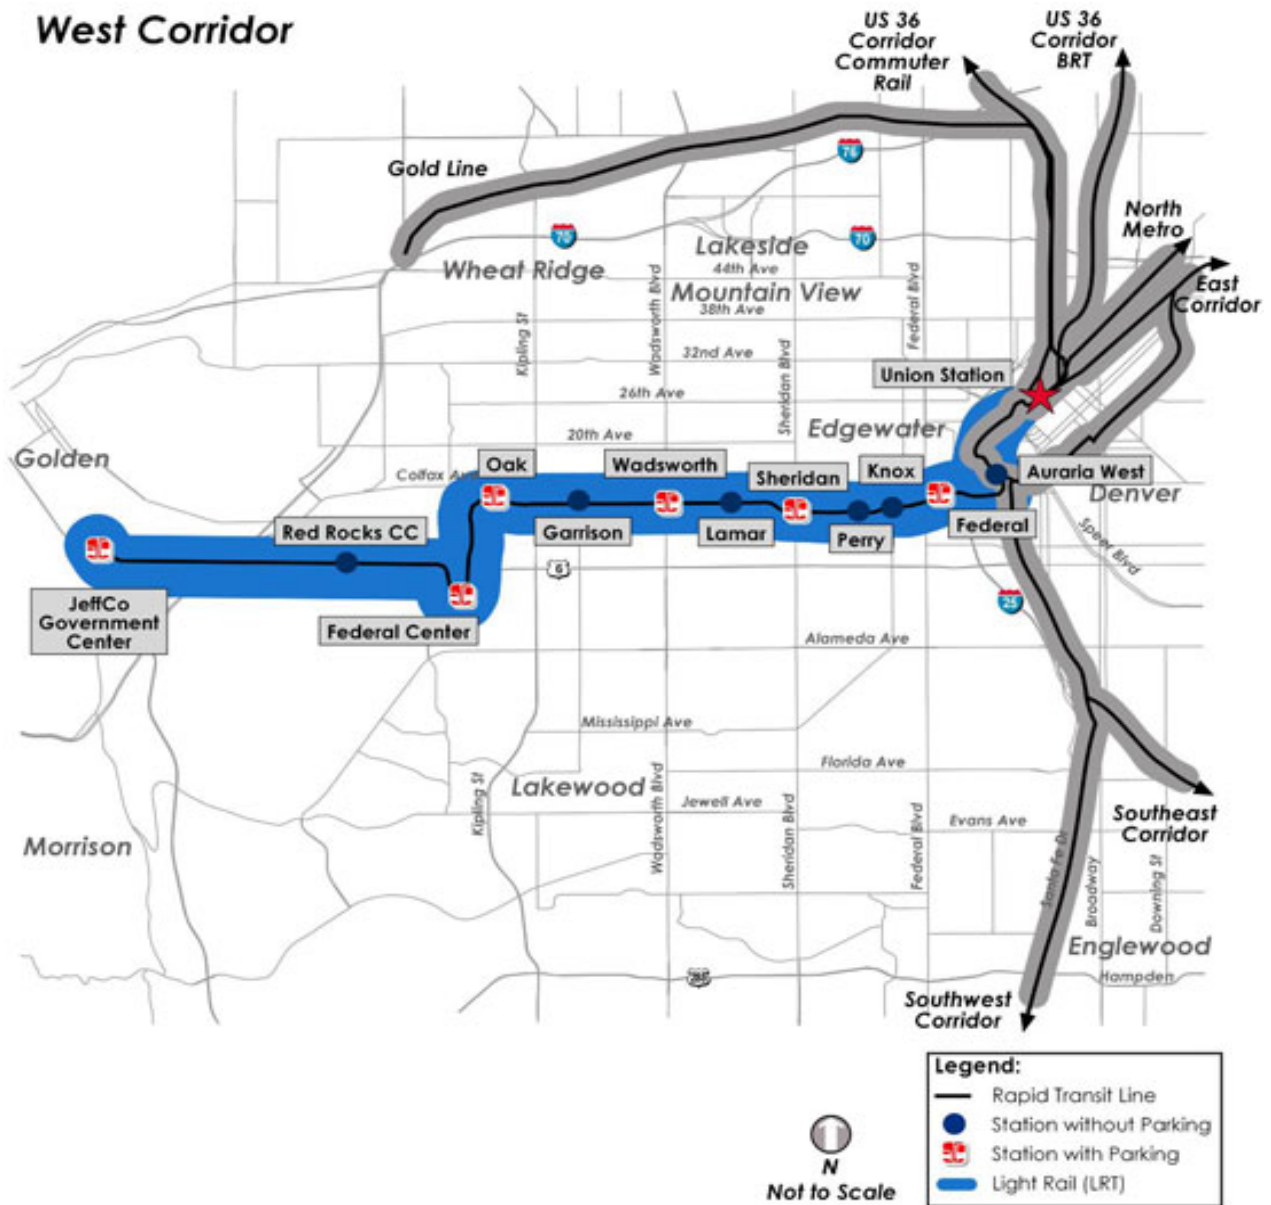 West Corridor
US 36
Corridor
Commuter
Rail
US 36
Corridor
BRT
Gold Line
76
North
Metro
70
70
Lakeside
Wheat Ridge
44th Ave
East
Corridor
Mountain View
38th Ave
Kipling St
Wadsworth Blvd
Sheridan Blvd
Federal Blvd
32nd Ave
Union Station
26th Ave
Edgewater
20th Ave
Golden
Colfax Ave
Oak
Wadsworth
Sheridan
Knox
Auraria West
Denver
Red Rocks CC
Garrison
Lamar
Perry
Federal
Speer Blvd
6
25
JeffCo
Government
Center
Federal Center
Alameda Ave
Mississippi Ave
Florida Ave
Lakewood
Kipling St
Wadsworth Blvd
Jewell Ave
Sheridan Blvd
Federal Blvd
Evans Ave
Southeast
Corridor
Morrison
Santa Fe Dr
Broadway
Downing St
Englewood
Hampden
285
Southwest
Corridor
Legend:
Rapid Transit Line
Station without Parking
Station with Parking
Light Rail (LRT)
N
Not to Scale